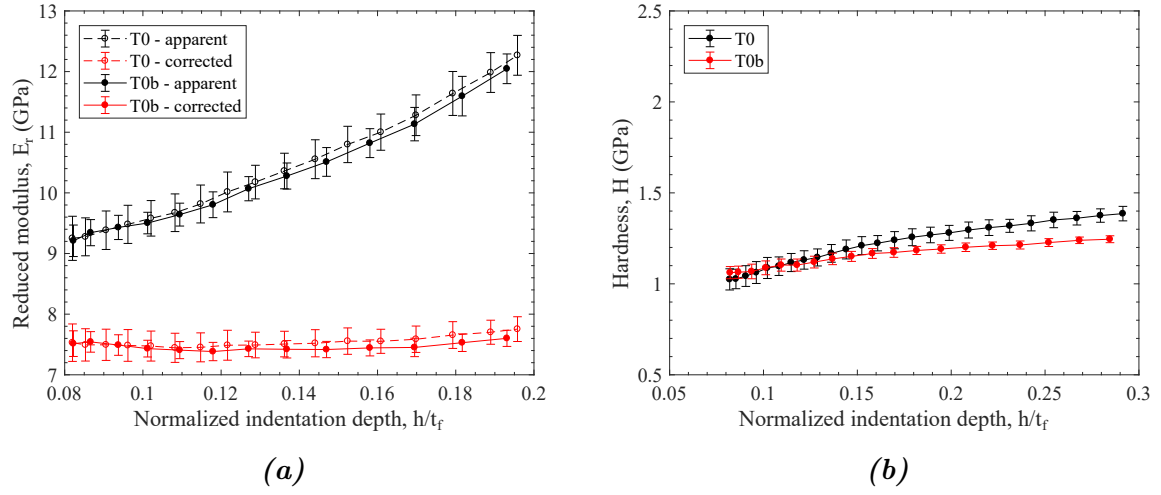 T0 - apparent
T0 - corrected
T0b - apparent
T0b - corrected
Reduced modulus, E_r (GPa)
13
12
11
10
9
8
7
0.08 0.1 0.12 0.14 0.16 0.18 0.2
Normalized indentation depth, h/t_f
(a)
T0
T0b
Hardness, H (GPa)
2.5
2
1.5
1
0.5
0.05 0.1 0.15 0.2 0.25 0.3
Normalized indentation depth, h/t_f
(b)